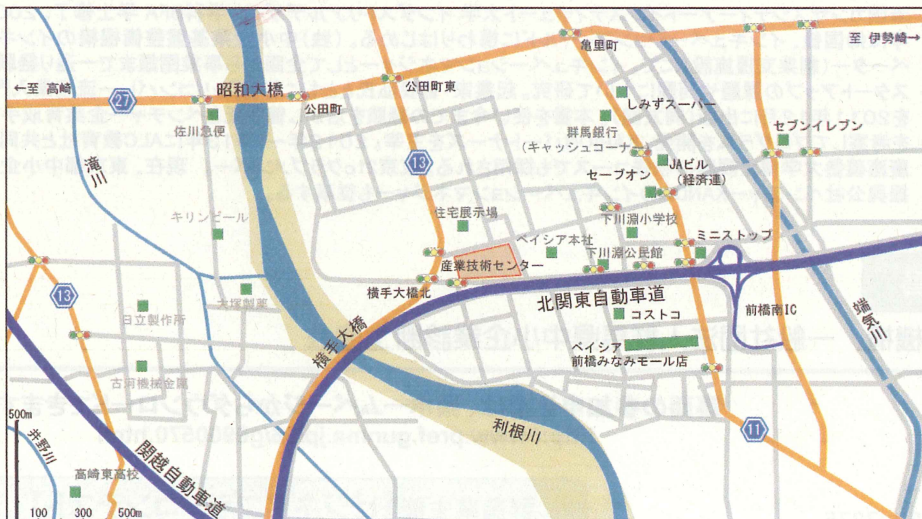 亀里町
至 伊勢崎→
←至 高崎
27
昭和大橋
公田町
公田町東
しみずスーパー
佐川急便
群馬銀行
(キャッシュコーナー)
セブンイレブン
滝川
13
セーブオン
JAビル
(経済連)
キリンビール
住宅展示場
下川淵小学校
ベイシア本社
下川淵公民館
ミニストップ
産業技術センター
横手大橋北
北関東自動車道
13
大塚製薬
日立製作所
横手大橋
コストコ
前橋南IC
端気川
ベイシア
前橋みなみモール店
古河機械金属
500m
利根川
11
井野川
関越自動車道
高崎東高校
100 300 500m